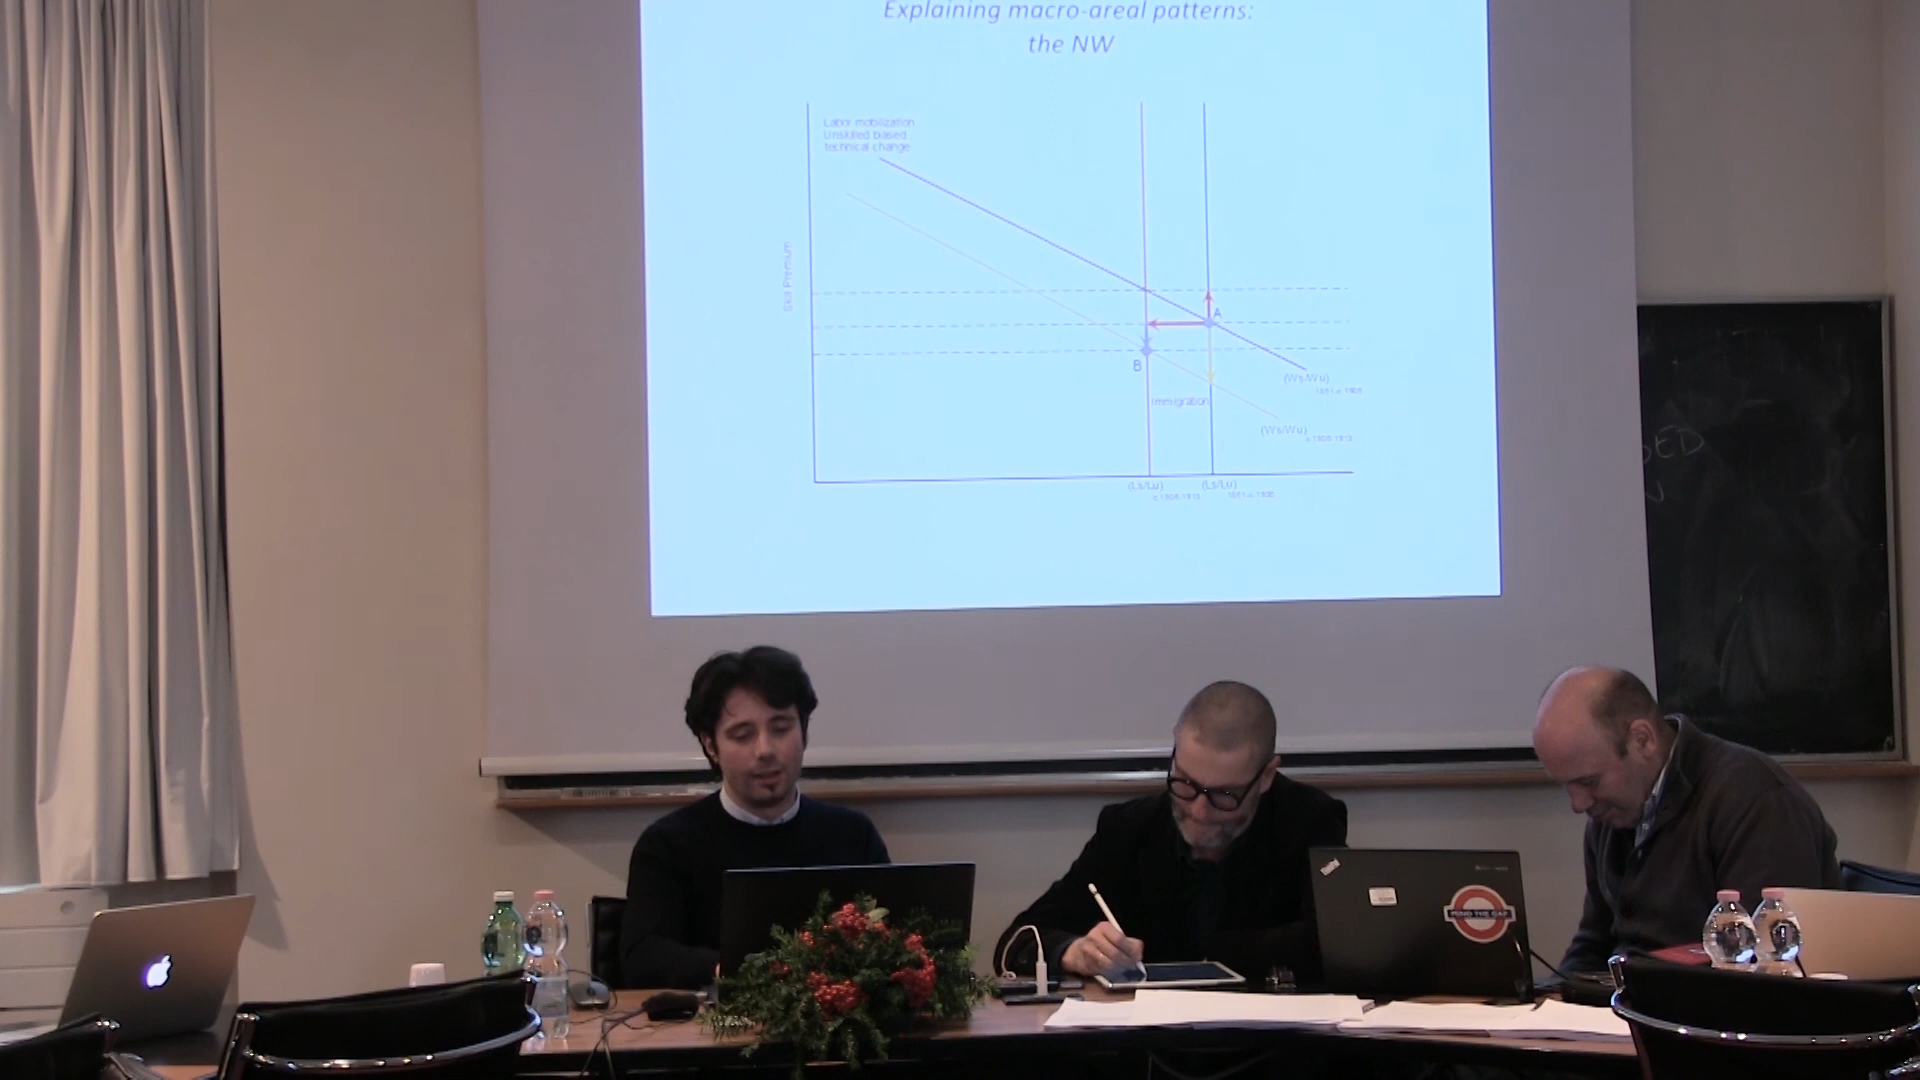 Explaining macro-areal patterns:
the NW
Labor mobilization
Unskilled biased
technical change
Skill Premium
A
B
Immigration
(Ws/Wu)
(Ws/Wu)
(Ls/Lu)
(Ls/Lu)
MIND THE GAP